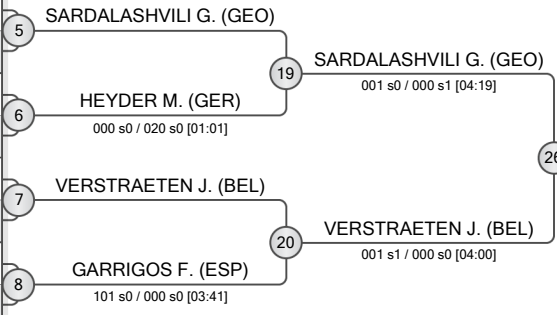 SARDALASHVILI G. (GEO)
5
19
SARDALASHVILI G. (GEO)
001 s0 / 000 s1 [04:19]
HEYDER M. (GER)
6
000 s0 / 020 s0 [01:01]
26
VERSTRAETEN J. (BEL)
7
20
VERSTRAETEN J. (BEL)
001 s1 / 000 s0 [04:00]
GARRIGOS F. (ESP)
8
101 s0 / 000 s0 [03:41]